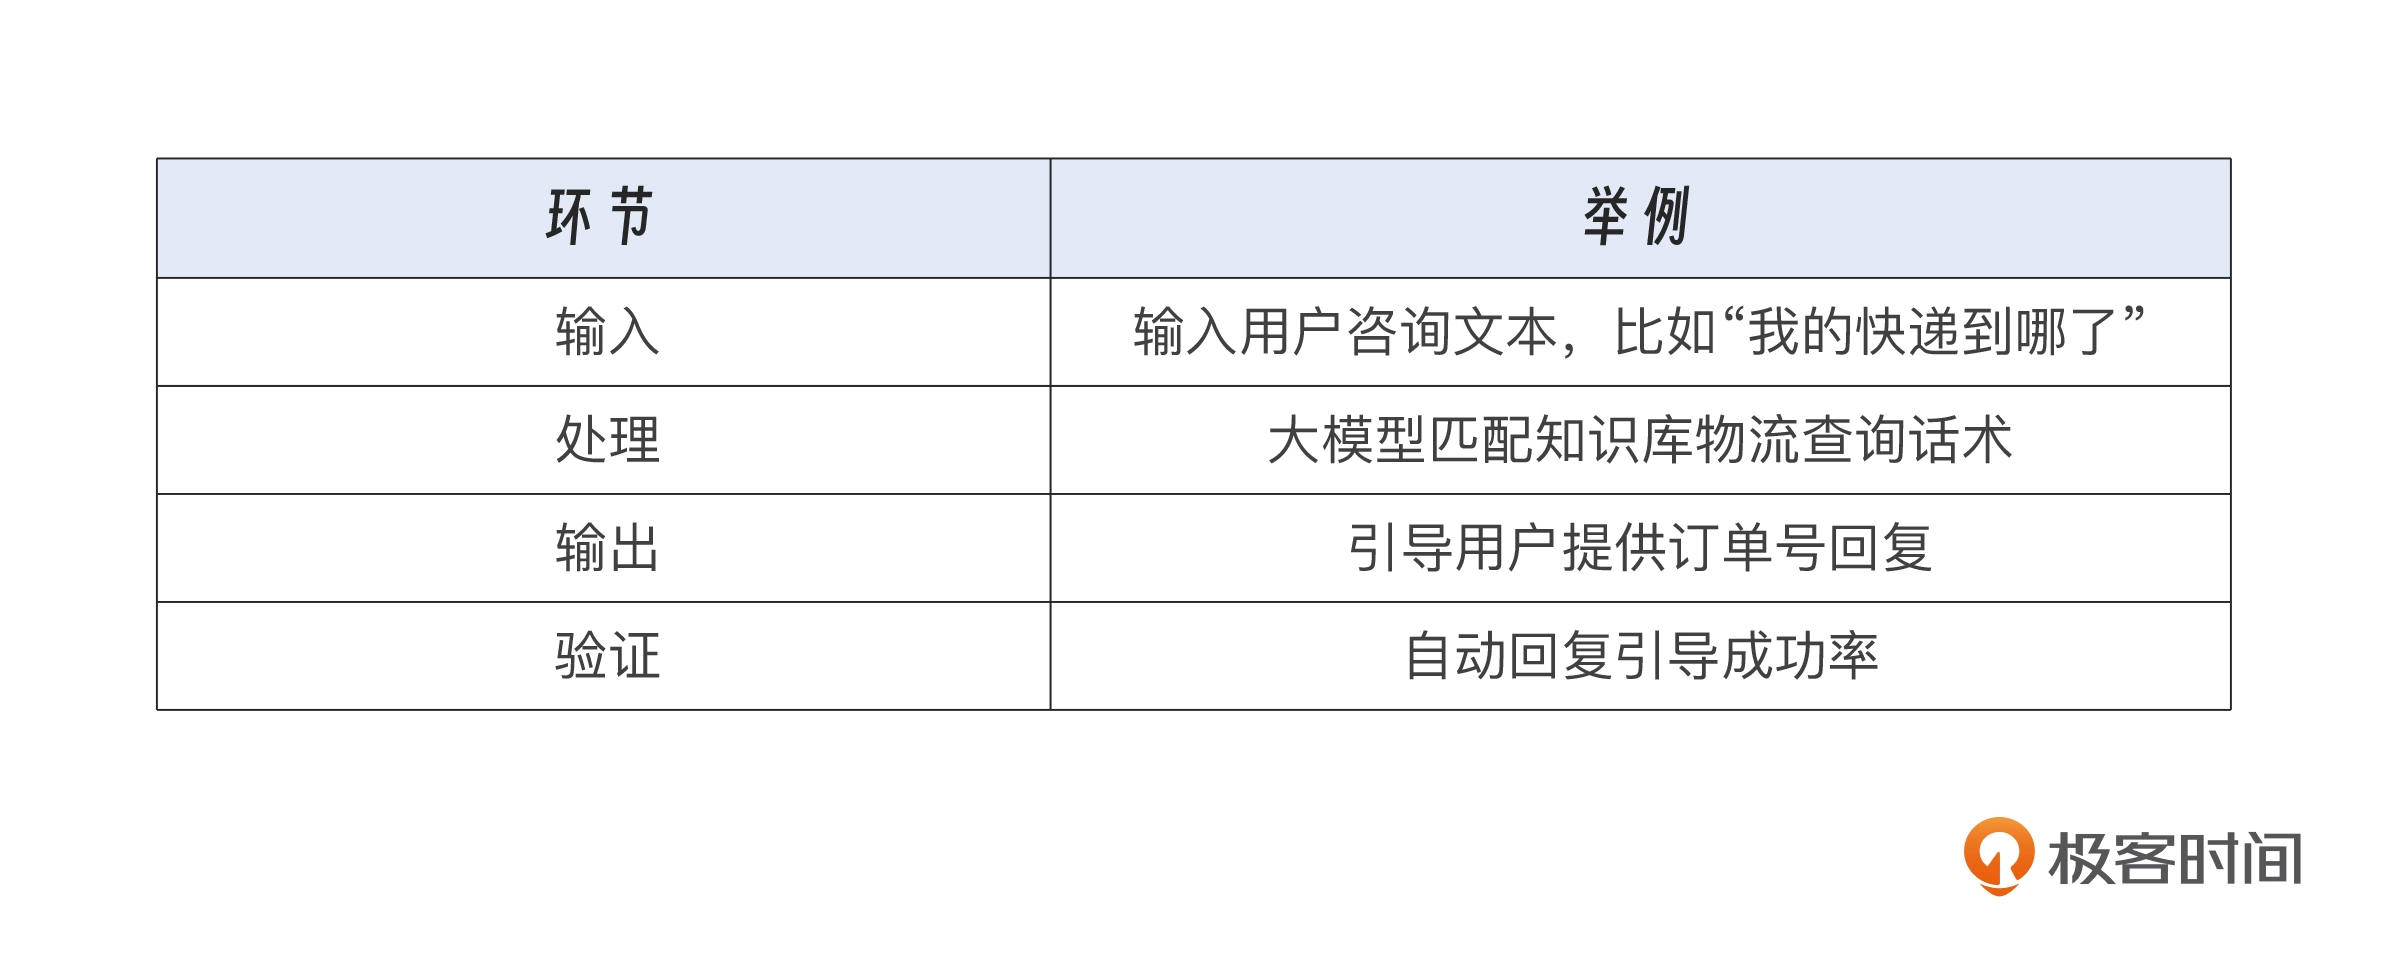 环节 举例
输入 输入用户咨询文本，比如“我的快递到哪了”
处理 大模型匹配知识库物流查询话术
输出 引导用户提供订单号回复
验证 自动回复引导成功率
极客时间